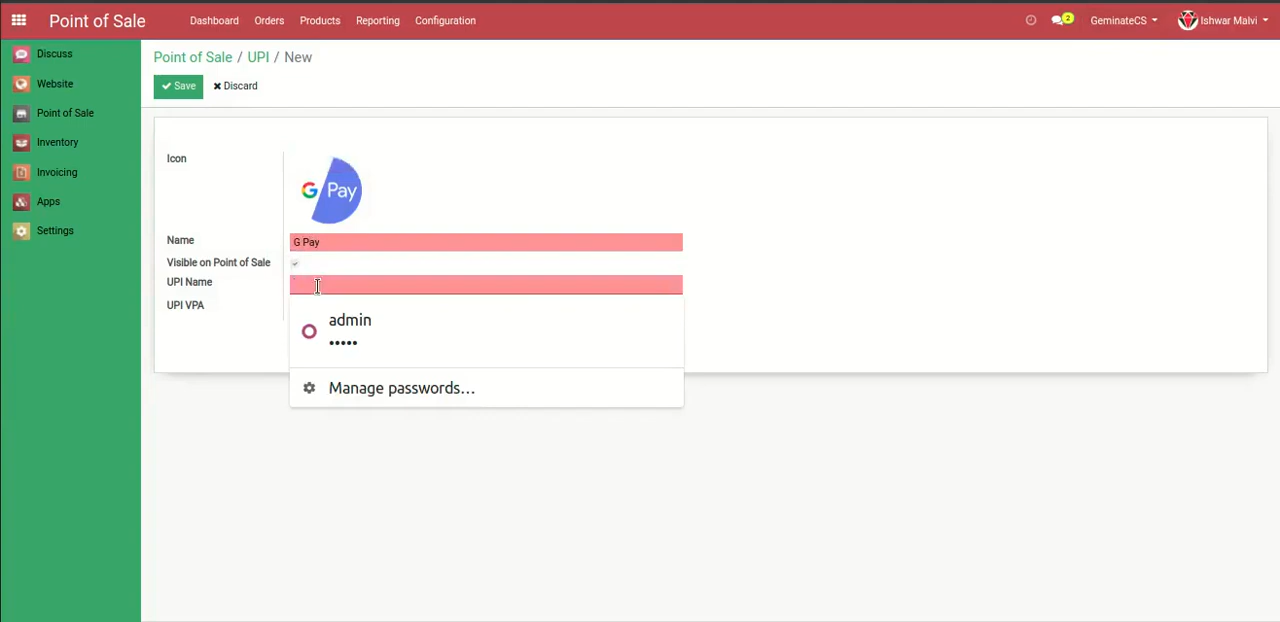 Point of Sale Dashboard Orders Products Reporting Configuration 2 GeminateCS Ishwar Malvi
Discuss
Website
Point of Sale
Inventory
Invoicing
Apps
Settings
Point of Sale / UPI / New
Save Discard
Icon
G Pay
Name G Pay
Visible on Point of Sale
UPI Name
UPI VPA
admin
•••••
Manage passwords...